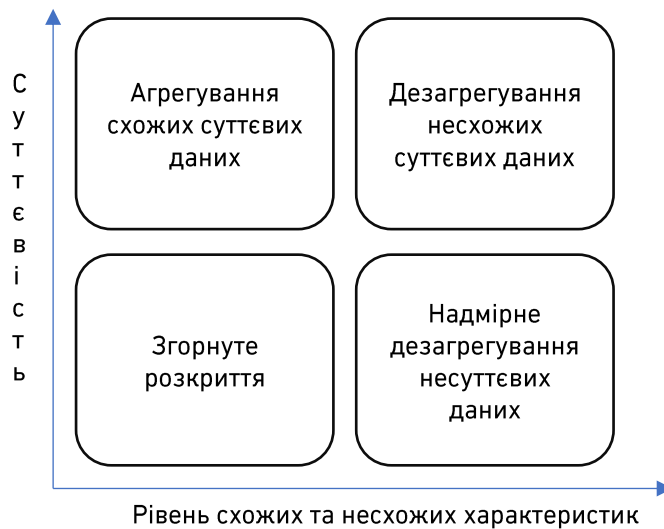 Суттєвість
Агрегування
схожих суттєвих
даних
Дезагрегування
несхожих
суттєвих даних
Згорнуте
розкриття
Надмірне
дезагрегування
несуттєвих
даних
Рівень схожих та несхожих характеристик